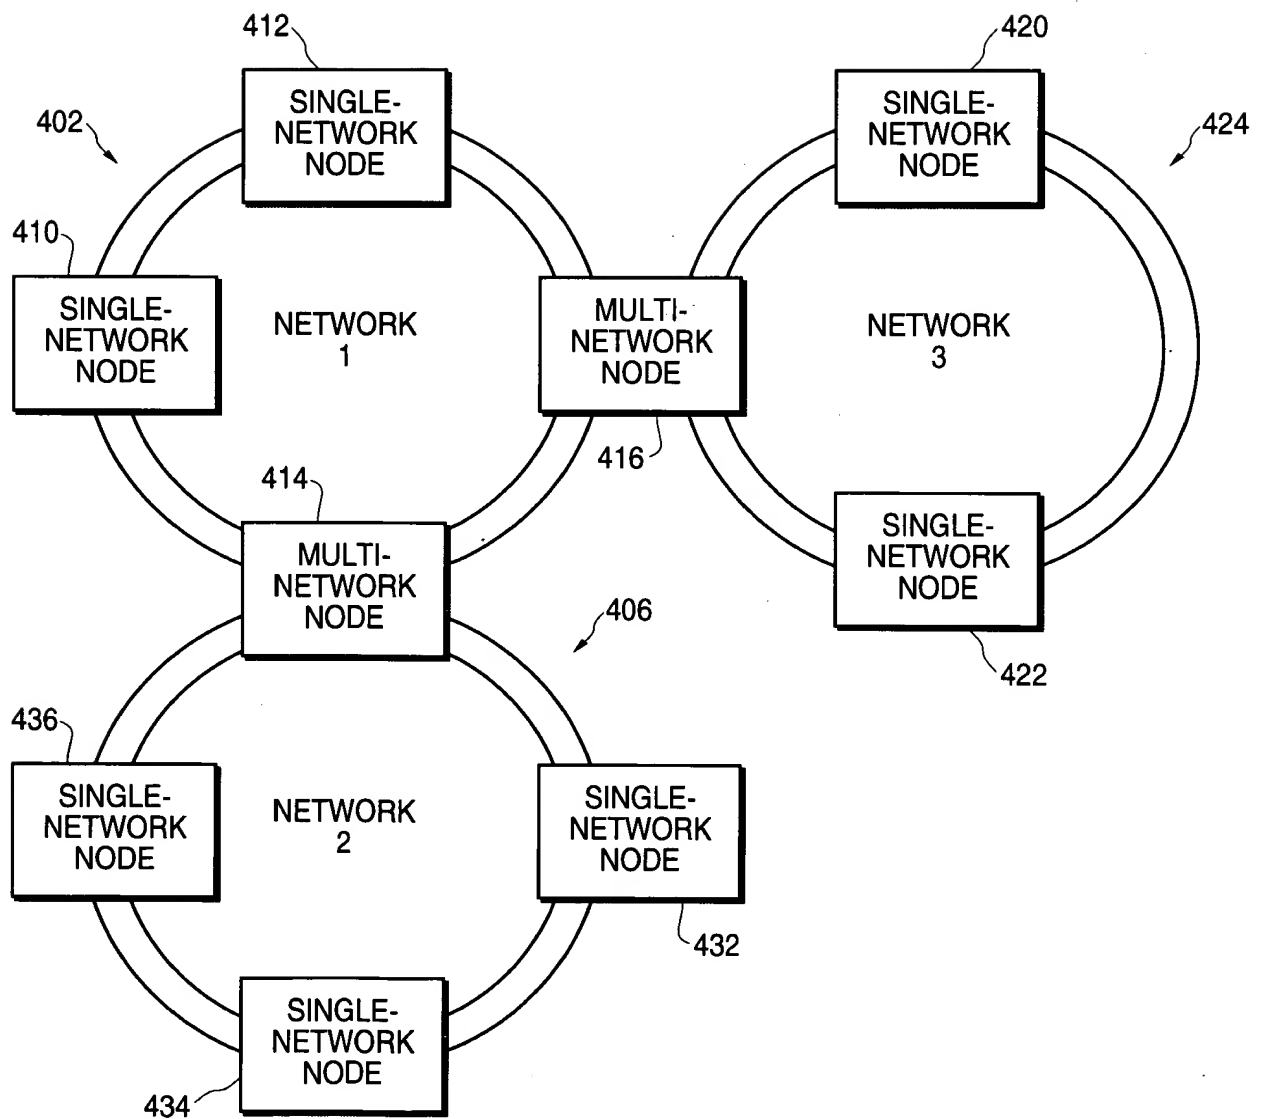 412
420
SINGLE-
NETWORK
NODE
SINGLE-
NETWORK
NODE
402
424
410
SINGLE-
NETWORK
NODE
NETWORK
1
MULTI-
NETWORK
NODE
NETWORK
3
416
414
MULTI-
NETWORK
NODE
SINGLE-
NETWORK
NODE
406
422
436
SINGLE-
NETWORK
NODE
NETWORK
2
SINGLE-
NETWORK
NODE
432
SINGLE-
NETWORK
NODE
434